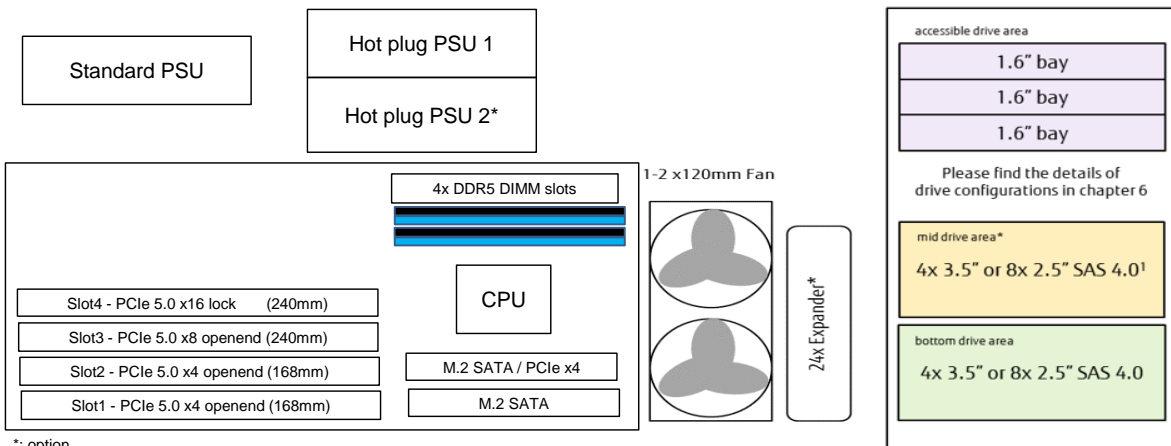 Standard PSU
Hot plug PSU 1
Hot plug PSU 2*
4x DDR5 DIMM slots
CPU
Slot4 - PCIe 5.0 x16 lock (240mm)
Slot3 - PCIe 5.0 x8 openend (240mm)
Slot2 - PCIe 5.0 x4 openend (168mm)
Slot1 - PCIe 5.0 x4 openend (168mm)
M.2 SATA / PCIe x4
M.2 SATA
*: option
1-2 x120mm Fan
24x Expander*
accessible drive area
1.6” bay
1.6” bay
1.6” bay
Please find the details of
drive configurations in chapter 6
mid drive area*
4x 3.5” or 8x 2.5” SAS 4.0¹
bottom drive area
4x 3.5” or 8x 2.5” SAS 4.0